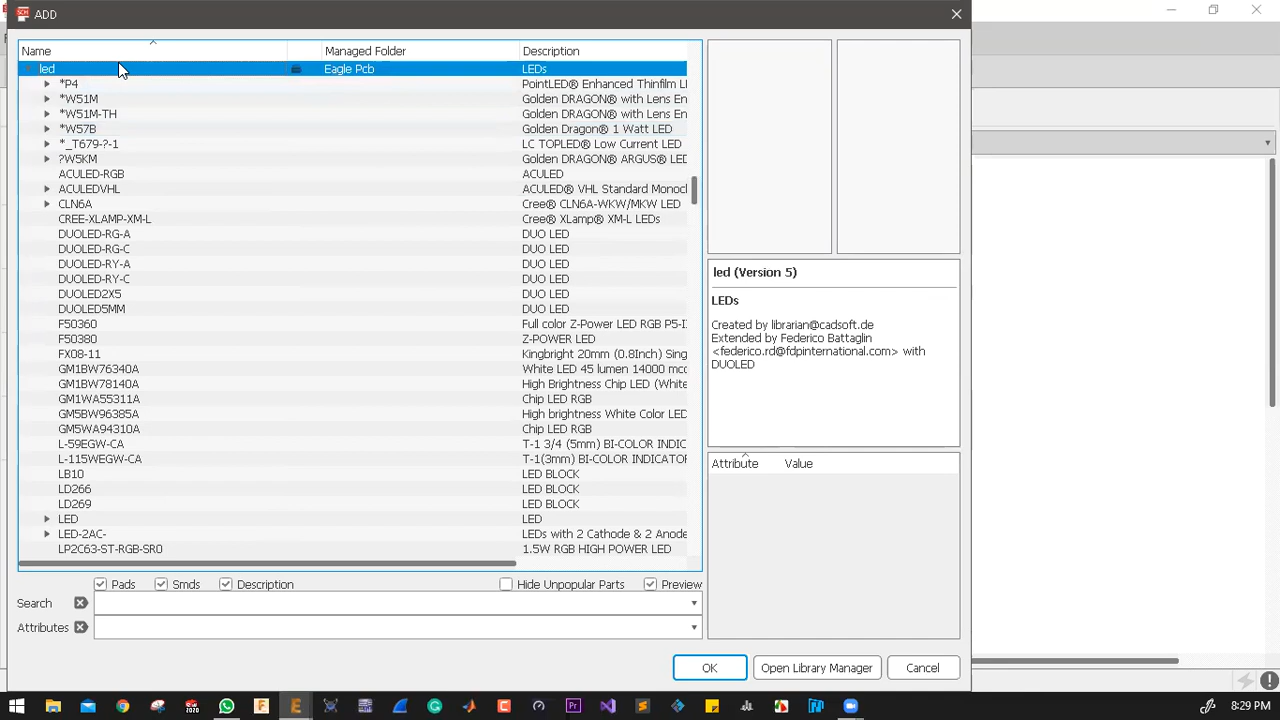 ADD
Name Managed Folder Description
led Eagle Pcb LEDs
*P4 PointLED® Enhanced Thinfilm L
*W51M Golden DRAGON® with Lens En
*W51M-TH Golden DRAGON® with Lens En
*W57B Golden Dragon® 1 Watt LED
*_T679-?-1 LC TOPLED® Low Current LED
?W5KM Golden DRAGON® ARGUS® LED
ACULED-RGB ACULED
ACULEDVHL ACULED® VHL Standard Monocl
CLN6A Cree® CLN6A-WKW/MKW LED
CREE-XLAMP-XM-L Cree® XLamp® XM-L LEDs
DUOLED-RG-A DUO LED
DUOLED-RG-C DUO LED
DUOLED-RY-A DUO LED
DUOLED-RY-C DUO LED
DUOLED2X5 DUO LED
DUOLED5MM DUO LED
F50360 Full color Z-Power LED RGB P5-I
F50380 Z-POWER LED
FX08-11 Kingbright 20mm (0.8Inch) Sing
GM1BW76340A White LED 45 lumen 14000 mcd
GM1BW78140A High Brightness Chip LED (White
GM1WA55311A Chip LED RGB
GM5BW96385A High brightness White Color LED
GM5WA94310A Chip LED RGB
L-59EGW-CA T-1 3/4 (5mm) BI-COLOR INDIC
L-115WEGW-CA T-1(3mm) BI-COLOR INDICATOR
LB10 LED BLOCK
LD266 LED BLOCK
LD269 LED BLOCK
LED LED
LED-2AC- LEDs with 2 Cathode & 2 Anode
LP2C63-ST-RGB-SR0 1.5W RGB HIGH POWER LED
led (Version 5)
LEDs
Created by librarian@cadsoft.de
Extended by Federico Battaglin
<federico.rd@fdpinternational.com> with
DUOLED
Attribute Value
Pads Smds Description Hide Unpopular Parts Preview
Search
Attributes
OK Open Library Manager Cancel
8:29 PM